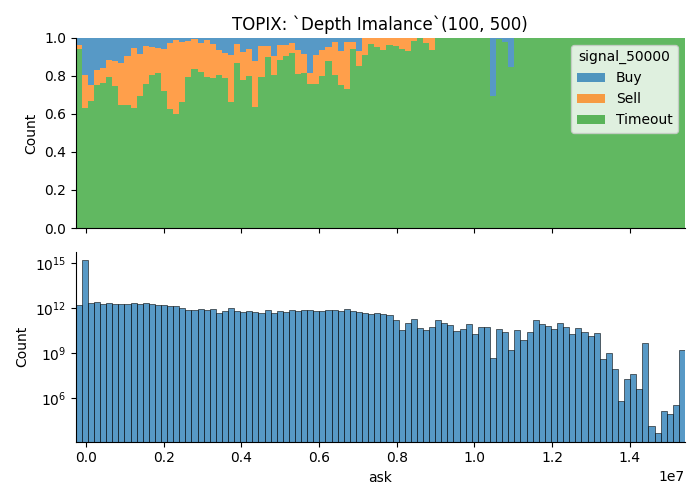 TOPIX: `Depth Imalance`(100, 500)
1.0
0.8
0.6
0.4
0.2
0.0
Count
signal_50000
Buy
Sell
Timeout
10^15
10^12
10^9
10^6
Count
0.0 0.2 0.4 0.6 0.8 1.0 1.2 1.4
1e7
ask